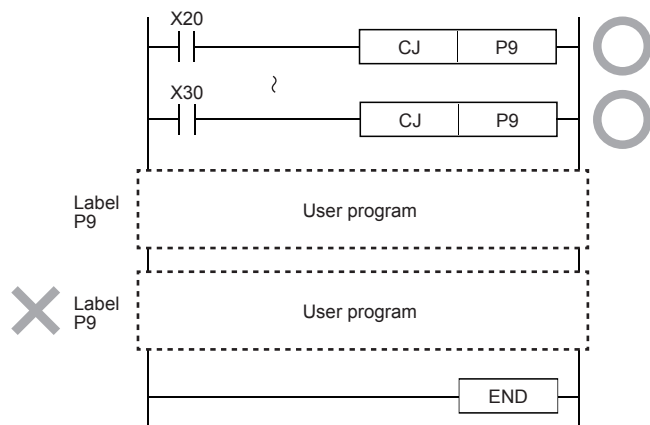 X20
CJ P9
X30
CJ P9
Label
P9
User program
Label
P9
User program
END